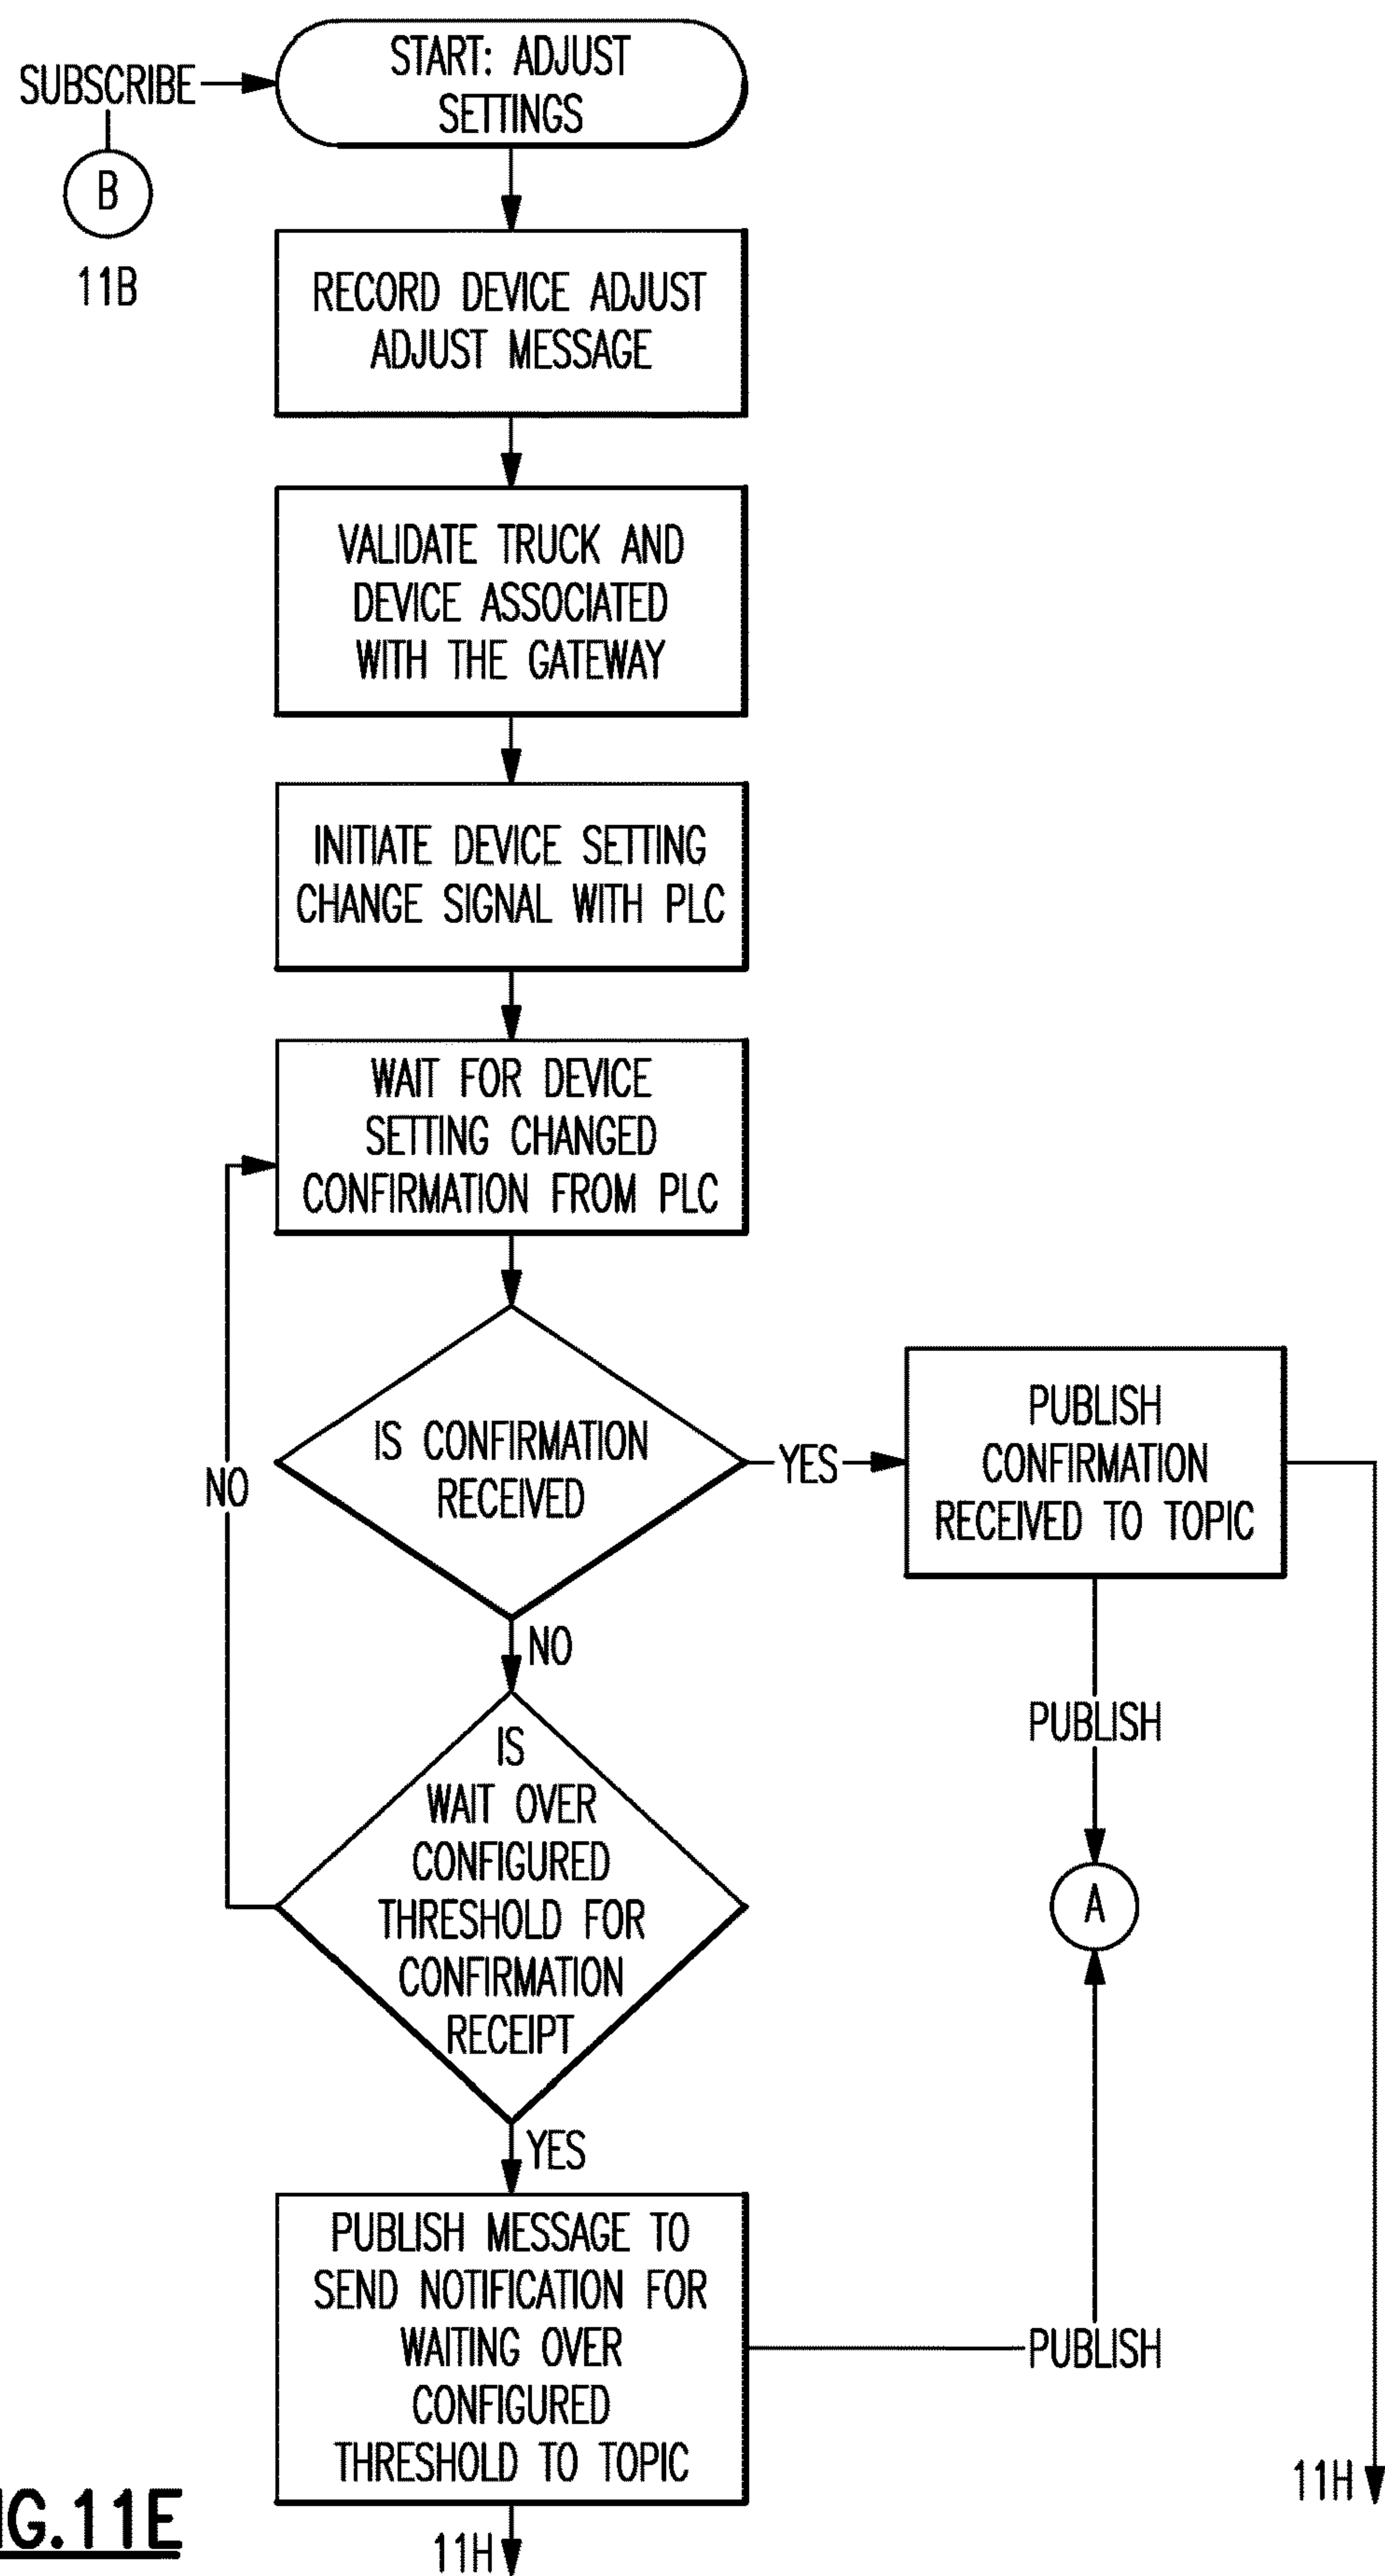 START: ADJUST
SETTINGS
SUBSCRIBE
B
11B
RECORD DEVICE ADJUST
ADJUST MESSAGE
VALIDATE TRUCK AND
DEVICE ASSOCIATED
WITH THE GATEWAY
INITIATE DEVICE SETTING
CHANGE SIGNAL WITH PLC
WAIT FOR DEVICE
SETTING CHANGED
CONFIRMATION FROM PLC
IS CONFIRMATION
RECEIVED
YES
PUBLISH
CONFIRMATION
RECEIVED TO TOPIC
NO
NO
PUBLISH
IS
WAIT OVER
CONFIGURED
THRESHOLD FOR
CONFIRMATION
RECEIPT
A
YES
PUBLISH MESSAGE TO
SEND NOTIFICATION FOR
WAITING OVER
CONFIGURED
THRESHOLD TO TOPIC
PUBLISH
11H
11H
IG.11E